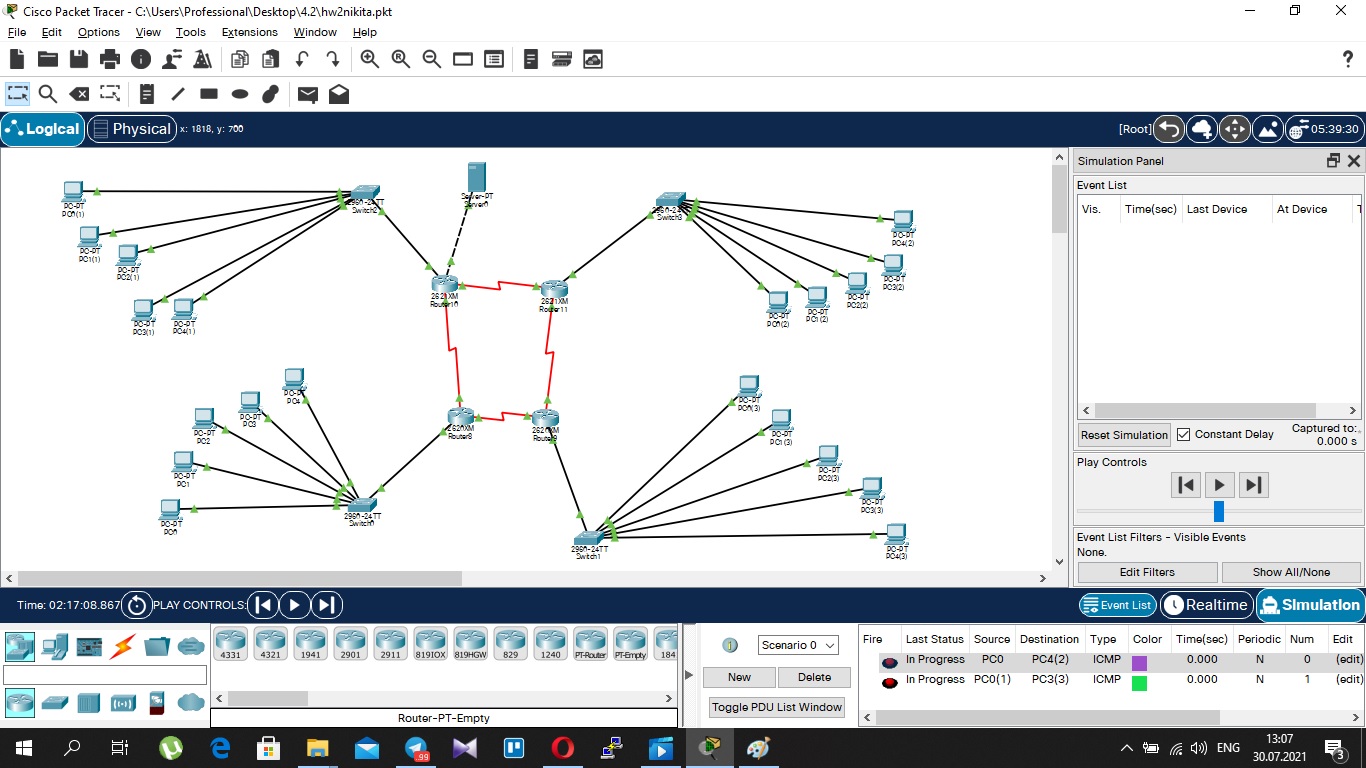 Cisco Packet Tracer - C:\Users\Professional\Desktop\4.2\hw2nikita.pkt
File Edit Options View Tools Extensions Window Help
?
Logical Physical x: 1818, y: 700
[Root] 05:39:30
PC-PT
PC0(1)
PC-PT
PC1(1)
PC-PT
PC2(1)
PC-PT
PC3(1)
PC-PT
PC4(1)
2960-24TT
Switch2
Server-PT
Server0
Switch3
PC-PT
PC4(2)
PC-PT
PC3(2)
PC-PT
PC2(2)
PC-PT
PC1(2)
PC-PT
PC0(2)
2621XM
Router10
2621XM
Router11
PC-PT
PC4
PC-PT
PC3
PC-PT
PC2
PC-PT
PC1
PC-PT
PC0
2960-24TT
Switch0
2620XM
Router8
Router9
PC-PT
PC0(3)
PC-PT
PC1(3)
PC-PT
PC2(3)
PC-PT
PC3(3)
PC-PT
PC4(3)
2960-24TT
Switch1
Simulation Panel
Event List
Vis. Time(sec) Last Device At Device
Reset Simulation Constant Delay Captured to:
0.000 s
Play Controls
Event List Filters - Visible Events
None.
Edit Filters Show All/None
Time: 02:17:08.867 PLAY CONTROLS:
Event List Realtime Simulation
4331 4321 1941 2901 2911 819IOX 819HGW 829 1240 PT-Router PT-Empty 184
Router-PT-Empty
Scenario 0
New Delete
Toggle PDU List Window
Fire Last Status Source Destination Type Color Time(sec) Periodic Num Edit
In Progress PC0 PC4(2) ICMP 0.000 N 0 (edit)
In Progress PC0(1) PC3(3) ICMP 0.000 N 1 (edit)
99
ENG
13:07
30.07.2021
3